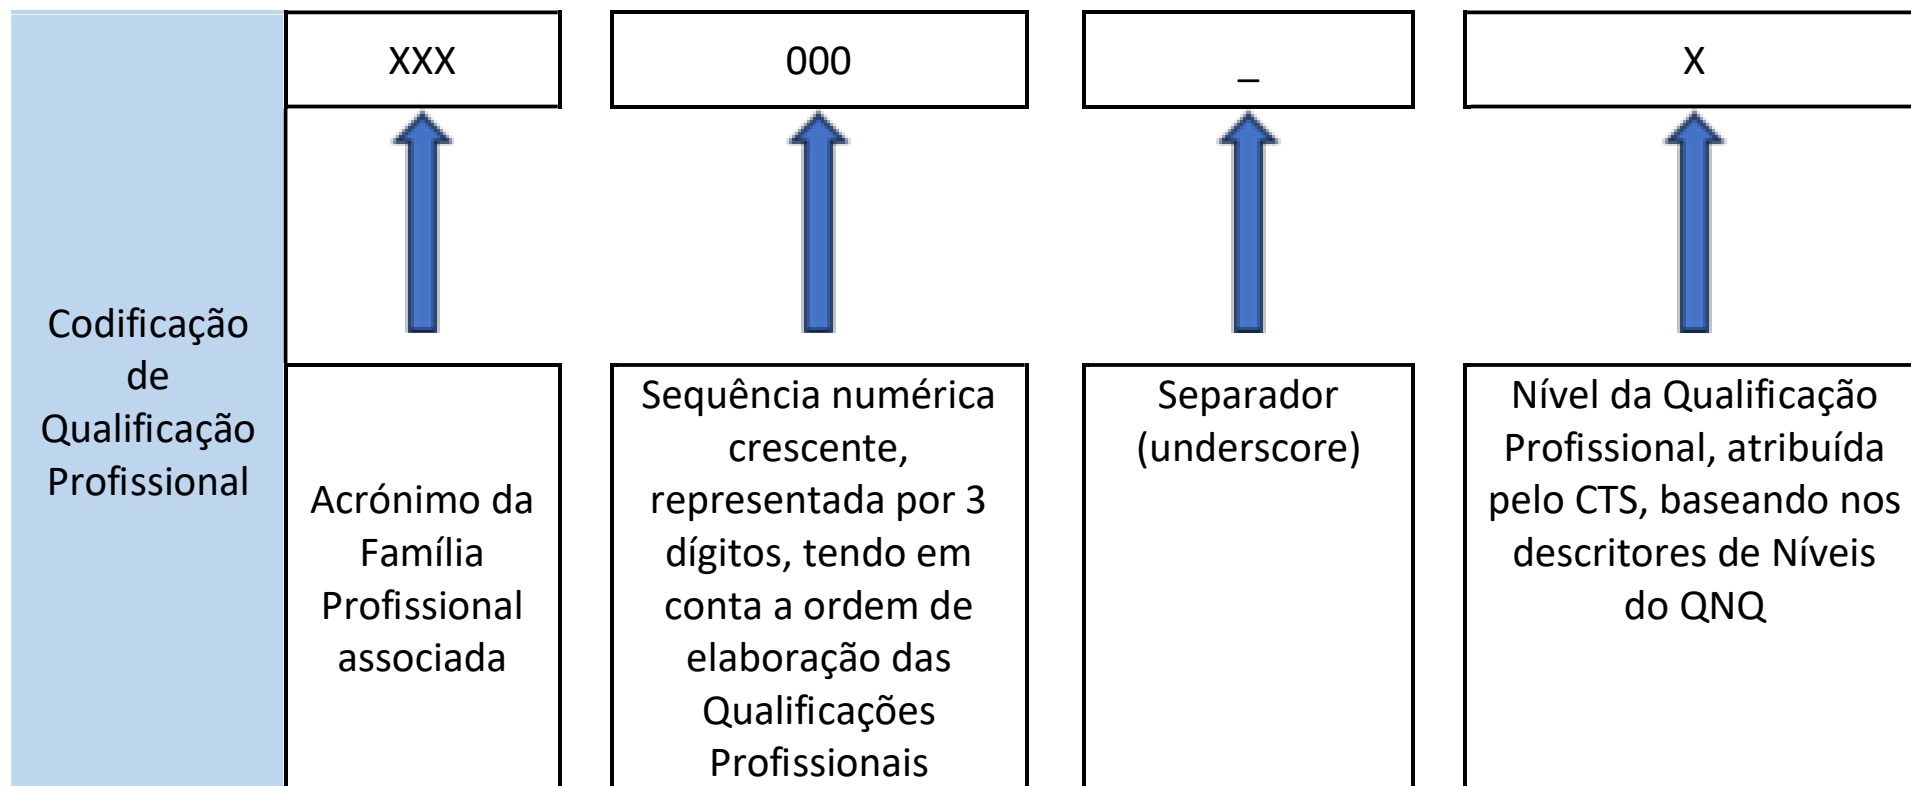 XXX
000
_
X
Codificação
de
Qualificação
Profissional
Acrónimo da
Família
Profissional
associada
Sequência numérica
crescente,
representada por 3
dígitos, tendo em
conta a ordem de
elaboração das
Qualificações
Profissionais
Separador
(underscore)
Nível da Qualificação
Profissional, atribuída
pelo CTS, baseando nos
descritores de Níveis
do QNQ